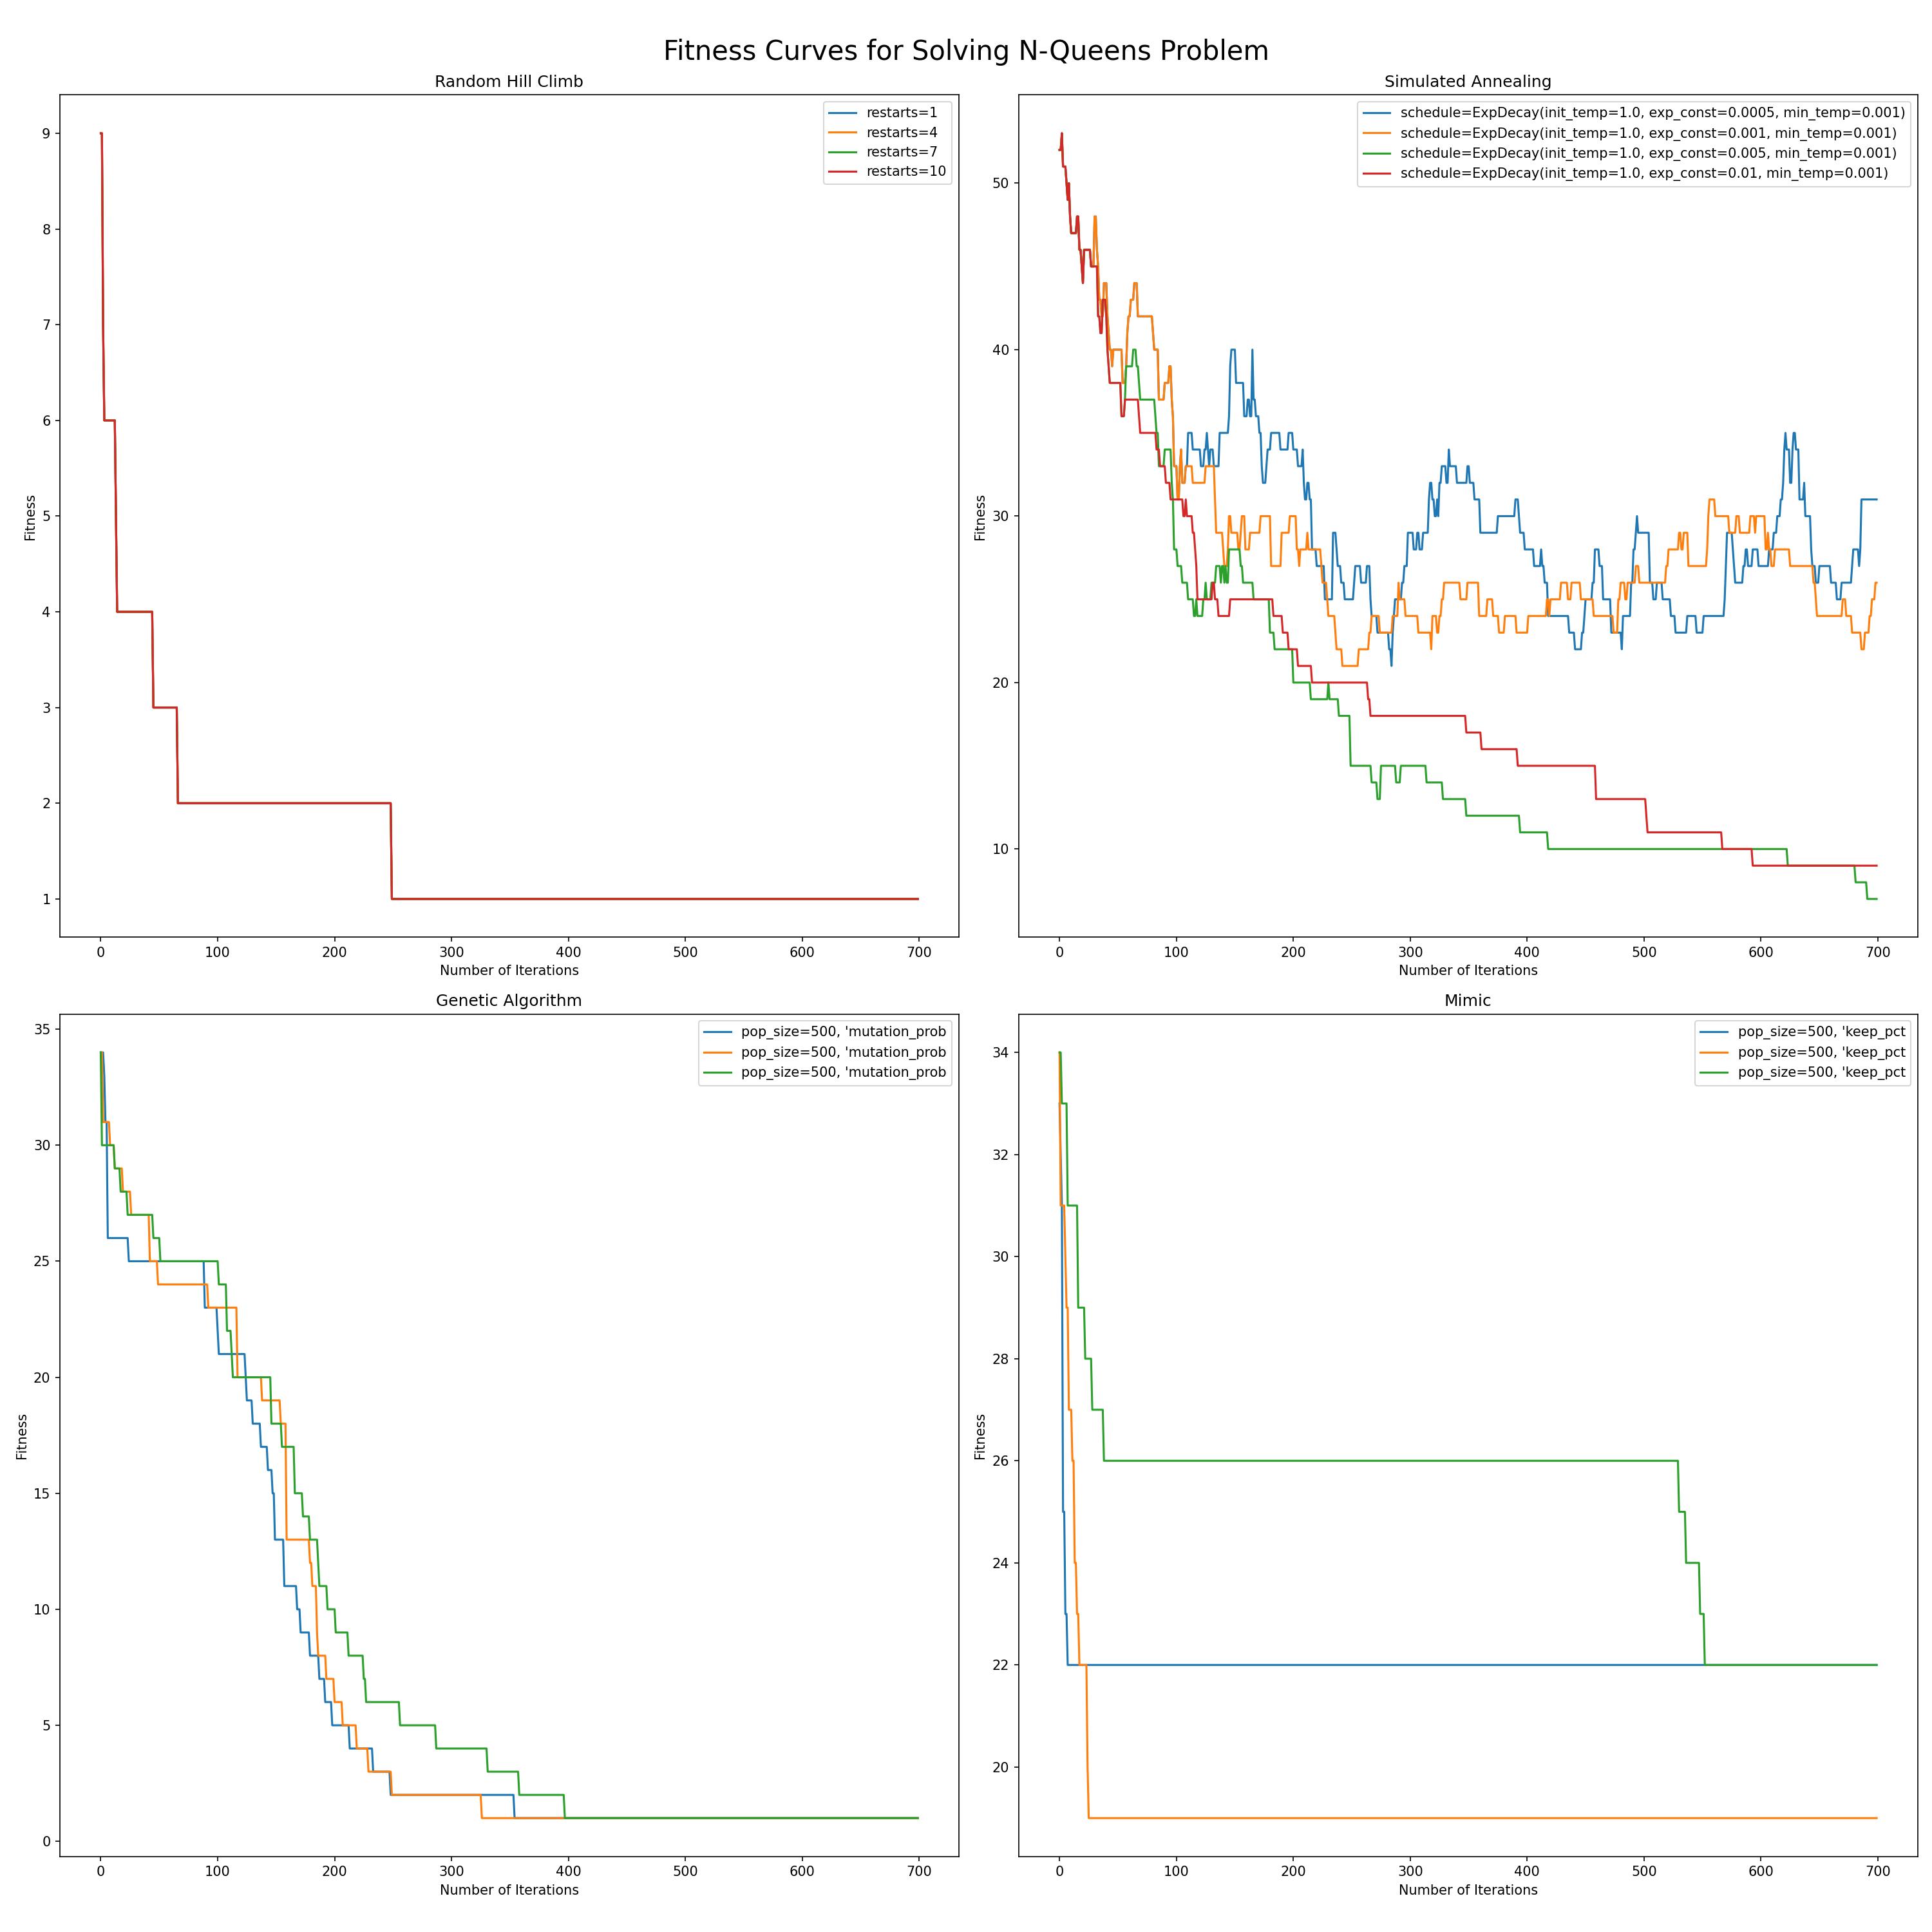 Fitness Curves for Solving N-Queens Problem
Random Hill Climb
restarts=1
restarts=4
restarts=7
restarts=10
9
8
7
6
5
4
3
2
1
Fitness
0 100 200 300 400 500 600 700
Number of Iterations
Simulated Annealing
schedule=ExpDecay(init_temp=1.0, exp_const=0.0005, min_temp=0.001)
schedule=ExpDecay(init_temp=1.0, exp_const=0.001, min_temp=0.001)
schedule=ExpDecay(init_temp=1.0, exp_const=0.005, min_temp=0.001)
schedule=ExpDecay(init_temp=1.0, exp_const=0.01, min_temp=0.001)
50
40
30
20
10
Fitness
0 100 200 300 400 500 600 700
Number of Iterations
Genetic Algorithm
pop_size=500, 'mutation_prob
pop_size=500, 'mutation_prob
pop_size=500, 'mutation_prob
35
30
25
20
15
10
5
0
Fitness
0 100 200 300 400 500 600 700
Number of Iterations
Mimic
pop_size=500, 'keep_pct
pop_size=500, 'keep_pct
pop_size=500, 'keep_pct
34
32
30
28
26
24
22
20
Fitness
0 100 200 300 400 500 600 700
Number of Iterations